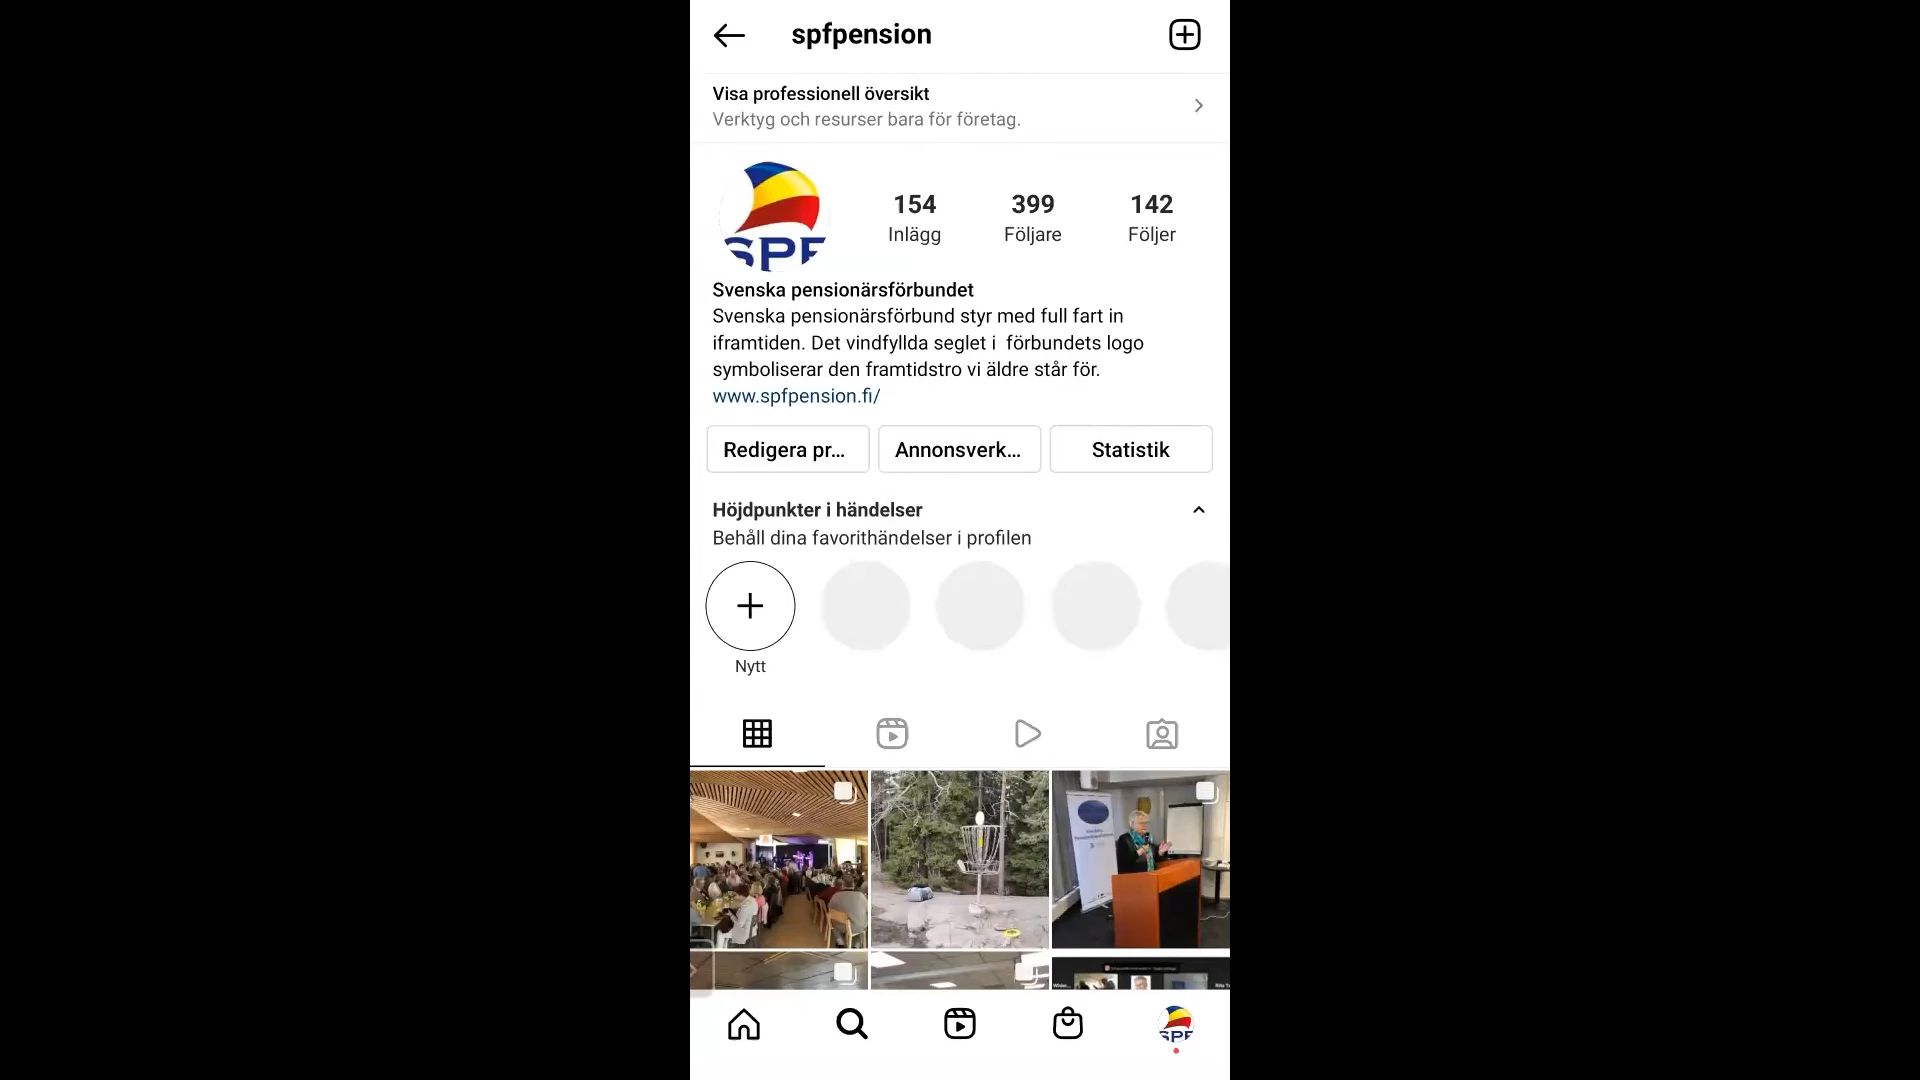 spfpension
Visa professionell översikt
Verktyg och resurser bara för företag.
SPF
154
Inlägg
399
Följare
142
Följer
Svenska pensionärsförbundet
Svenska pensionärsförbund styr med full fart in
iframtiden. Det vindfyllda seglet i  förbundets logo
symboliserar den framtidstro vi äldre står för.
www.spfpension.fi/
Redigera pr...
Annonsverk...
Statistik
Höjdpunkter i händelser
Behåll dina favorithändelser i profilen
Nytt
SPF